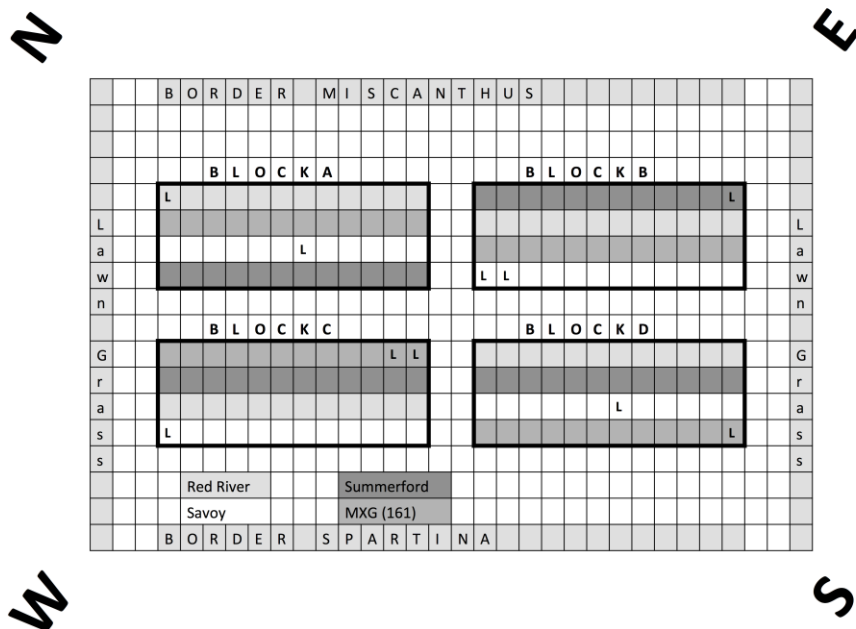 N E
BORDER MISCANTHUS
BLOCK A BLOCK B
L L
L
L L
BLOCK C BLOCK D
L L
L
L L
Lawn Grass
Lawn Grass
Red River Summerford
Savoy MXG (161)
BORDER SPARTINA
W S